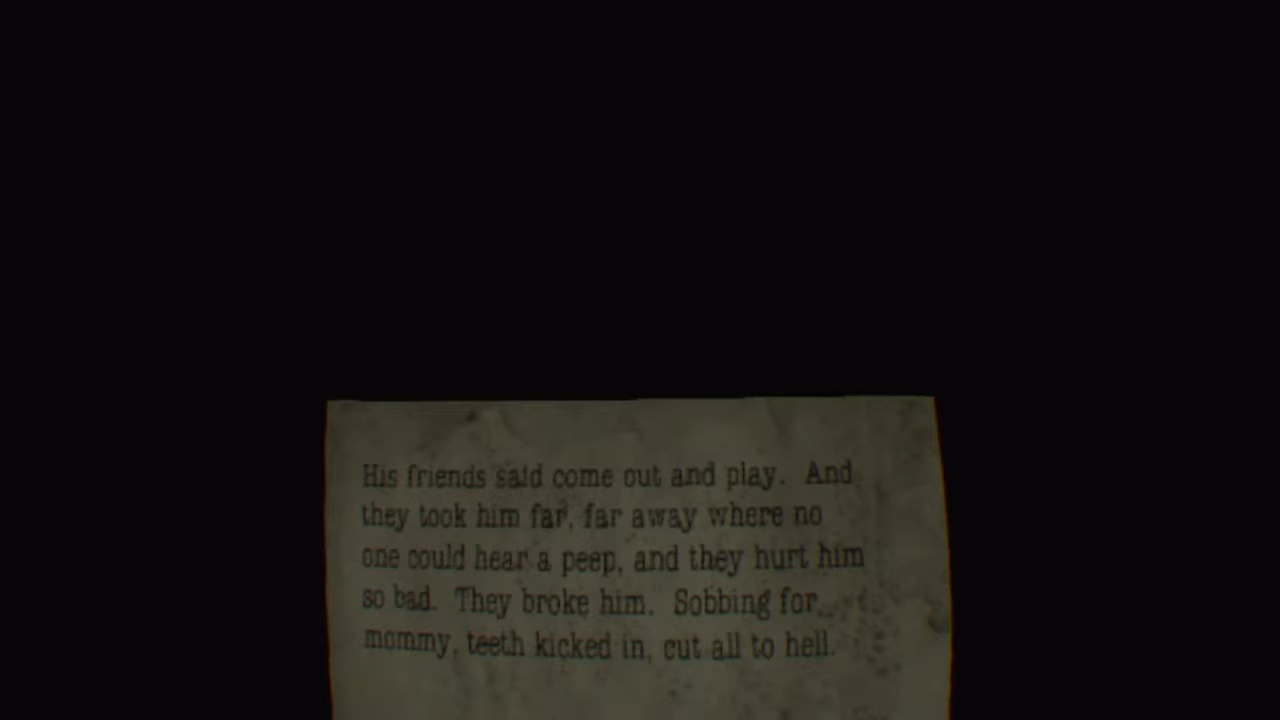 His friends said come out and play.  And
they took him far, far away where no
one could hear a peep, and they hurt him
so bad.  They broke him.  Sobbing for
mommy, teeth kicked in, cut all to hell.